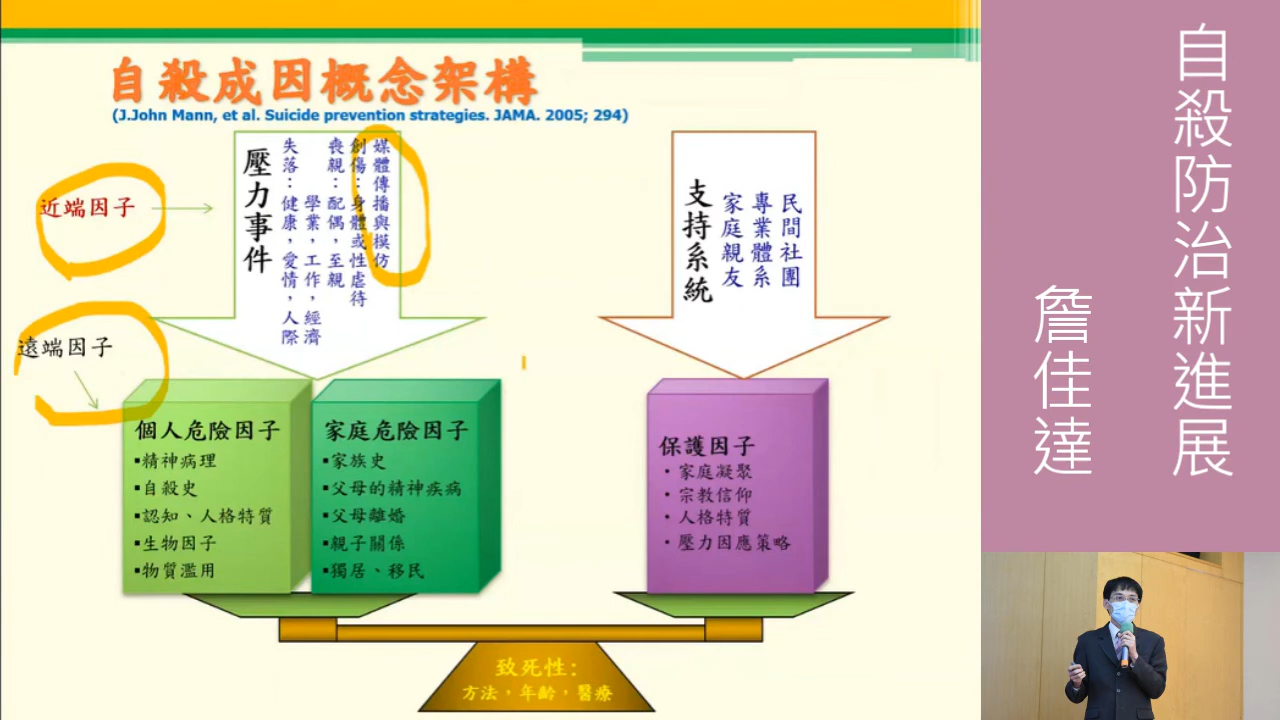 自殺成因概念架構
(J.John Mann, et al. Suicide prevention strategies. JAMA. 2005; 294)
近端因子
遠端因子
壓力事件
失落：健康，愛情，人際
學業，工作，經濟
喪親：配偶，至親
創傷：身體或性虐待
媒體傳播與模仿
支持系統
家庭親友
專業體系
民間社團
個人危險因子
▪精神病理
▪自殺史
▪認知、人格特質
▪生物因子
▪物質濫用
家庭危險因子
▪家族史
▪父母的精神疾病
▪父母離婚
▪親子關係
▪獨居、移民
保護因子
• 家庭凝聚
• 宗教信仰
• 人格特質
• 壓力因應策略
致死性：
方法，年齡，醫療
自殺防治新進展
詹佳達